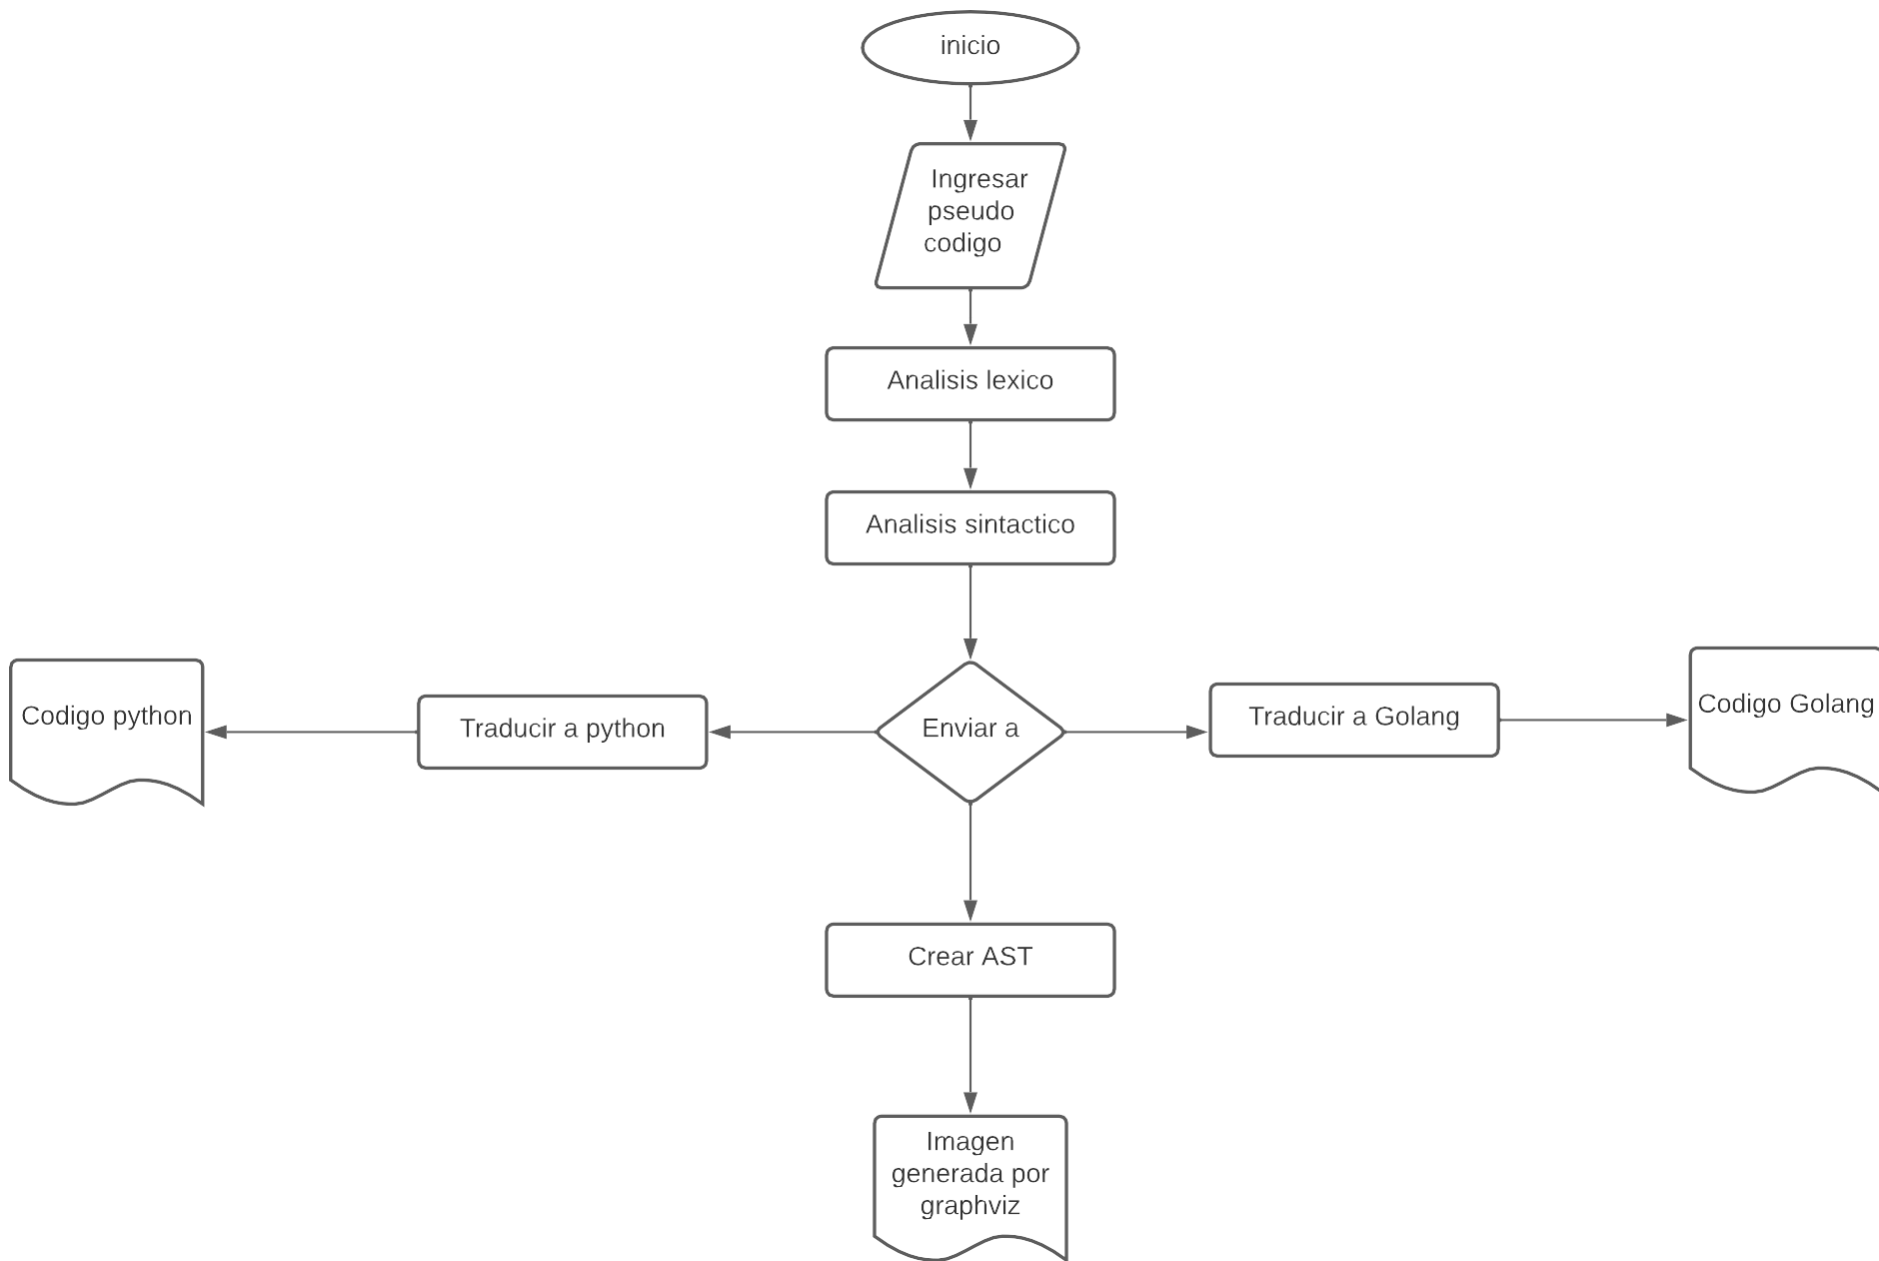 inicio
Ingresar
pseudo
codigo
Analisis lexico
Analisis sintactico
Codigo python
Traducir a python
Enviar a
Traducir a Golang
Codigo Golang
Crear AST
Imagen
generada por
graphviz